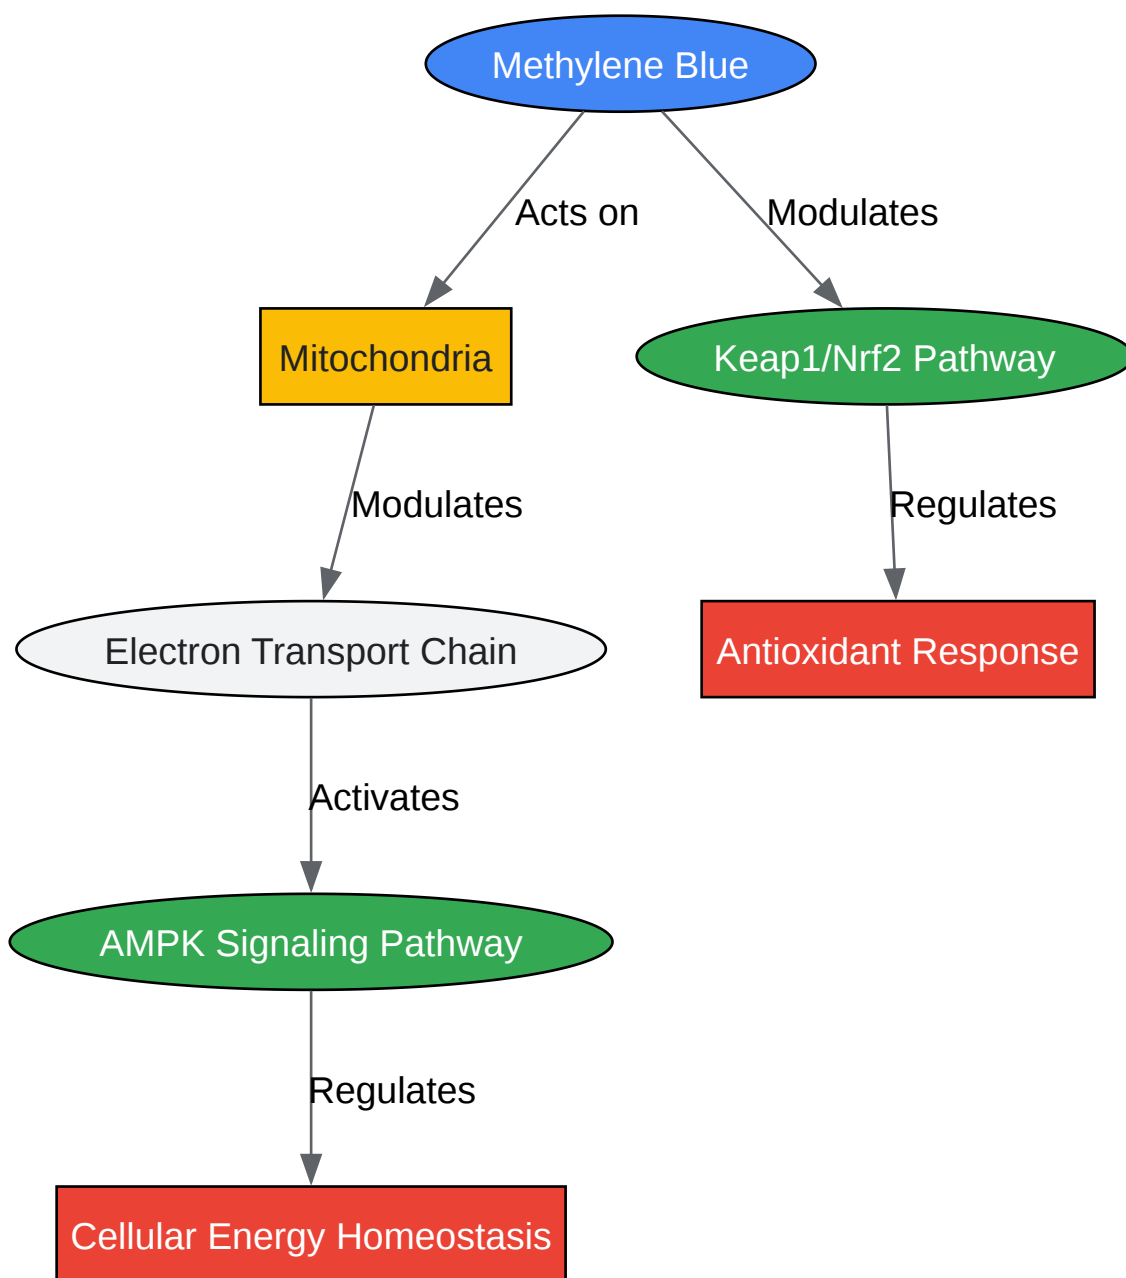 Methylene Blue
Acts on
Modulates
Mitochondria
Keap1/Nrf2 Pathway
Modulates
Regulates
Electron Transport Chain
Antioxidant Response
Activates
AMPK Signaling Pathway
Regulates
Cellular Energy Homeostasis